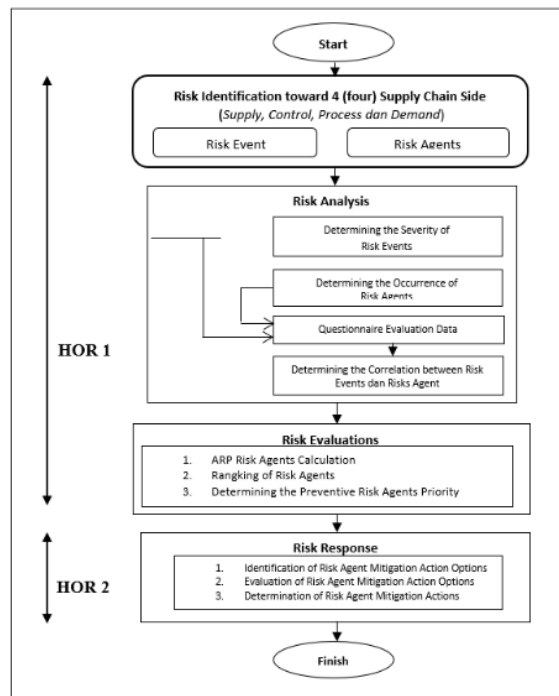 Start
Risk Identification toward 4 (four) Supply Chain Side
(Supply, Control, Process dan Demand)
Risk Event
Risk Agents
Risk Analysis
Determining the Severity of
Risk Events
Determining the Occurrence of
Risk Agents
Questionnaire Evaluation Data
Determining the Correlation between Risk
Events dan Risks Agent
HOR 1
Risk Evaluations
1. ARP Risk Agents Calculation
2. Rangking of Risk Agents
3. Determining the Preventive Risk Agents Priority
Risk Response
1. Identification of Risk Agent Mitigation Action Options
2. Evaluation of Risk Agent Mitigation Action Options
3. Determination of Risk Agent Mitigation Actions
HOR 2
Finish